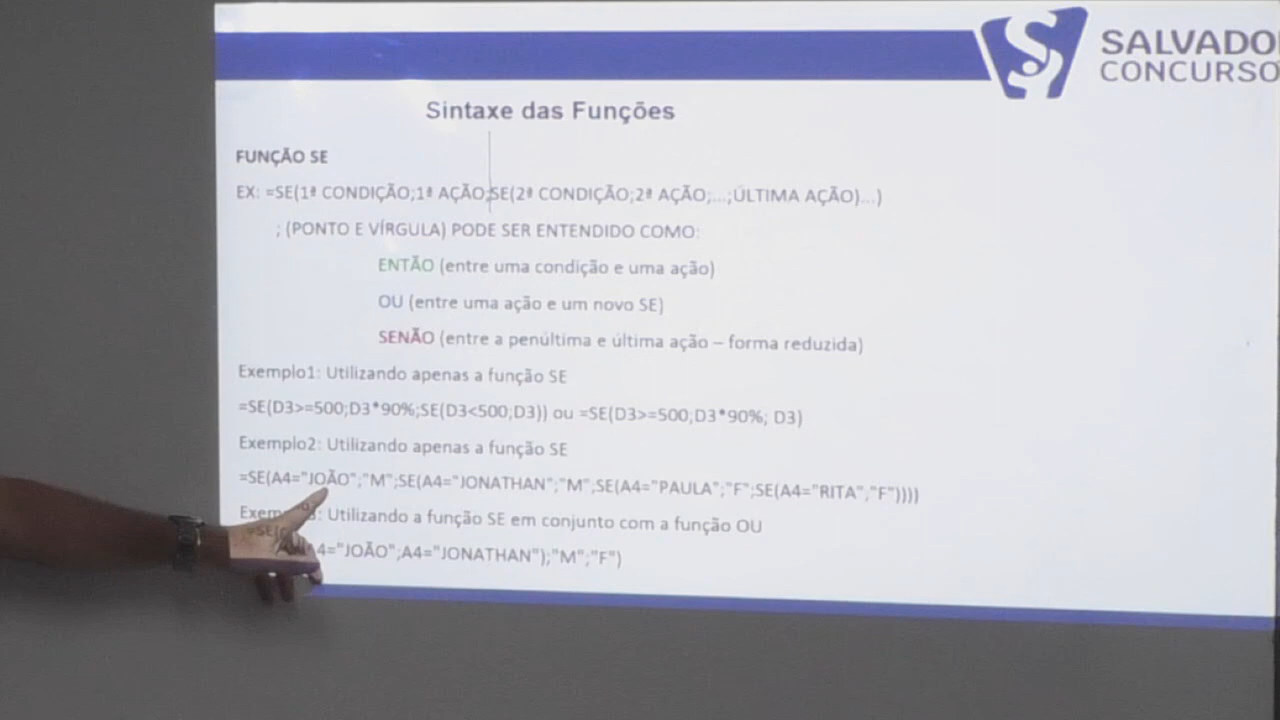 SALVADO
CONCURSO
Sintaxe das Funções
FUNÇÃO SE
EX: =SE(1ª CONDIÇÃO;1ª AÇÃO;SE(2ª CONDIÇÃO;2ª AÇÃO;...;ÚLTIMA AÇÃO)...)
; (PONTO E VÍRGULA) PODE SER ENTENDIDO COMO:
ENTÃO (entre uma condição e uma ação)
OU (entre uma ação e um novo SE)
SENÃO (entre a penúltima e última ação – forma reduzida)
Exemplo1: Utilizando apenas a função SE
=SE(D3>=500;D3*90%;SE(D3<500;D3)) ou =SE(D3>=500;D3*90%; D3)
Exemplo2: Utilizando apenas a função SE
=SE(A4="JOÃO";"M";SE(A4="JONATHAN";"M";SE(A4="PAULA";"F";SE(A4="RITA";"F"))))
Exem 3: Utilizando a função SE em conjunto com a função OU
4="JOÃO";A4="JONATHAN");"M";"F")